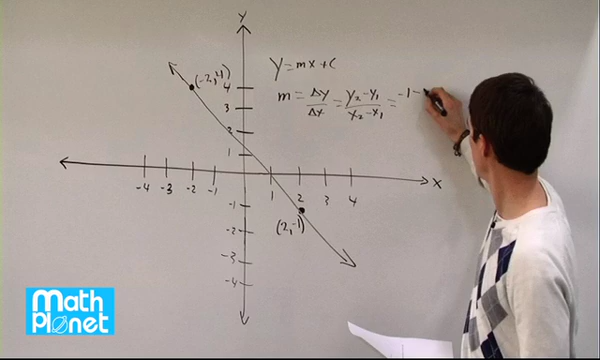 Y
Y = mx + C
(-2, 4)
m = Δy/Δx = y₂ - y₁/x₂ - x₁ = -1 -
4
3
2
1
-4 -3 -2 -1 1 2 3 4 X
-1
(2, -1)
-2
-3
-4
Math
Planet